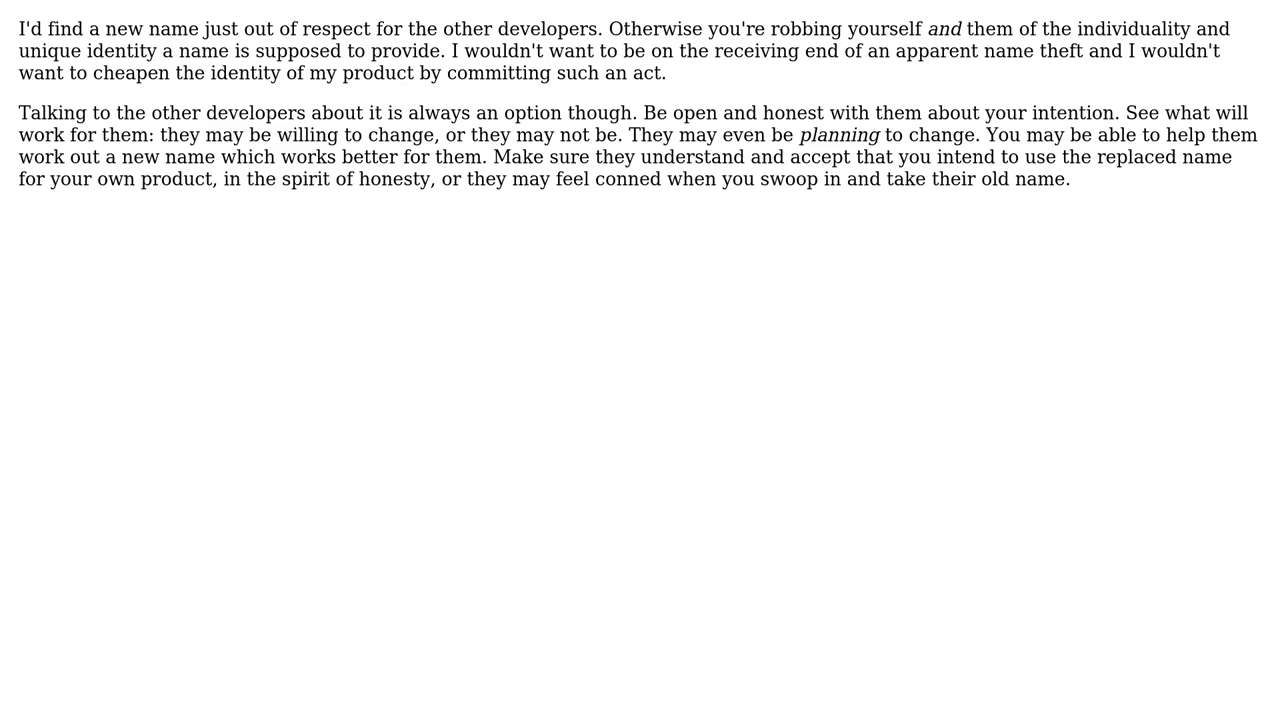 I'd find a new name just out of respect for the other developers. Otherwise you're robbing yourself and them of the individuality and
unique identity a name is supposed to provide. I wouldn't want to be on the receiving end of an apparent name theft and I wouldn't
want to cheapen the identity of my product by committing such an act.
Talking to the other developers about it is always an option though. Be open and honest with them about your intention. See what will
work for them: they may be willing to change, or they may not be. They may even be planning to change. You may be able to help them
work out a new name which works better for them. Make sure they understand and accept that you intend to use the replaced name
for your own product, in the spirit of honesty, or they may feel conned when you swoop in and take their old name.